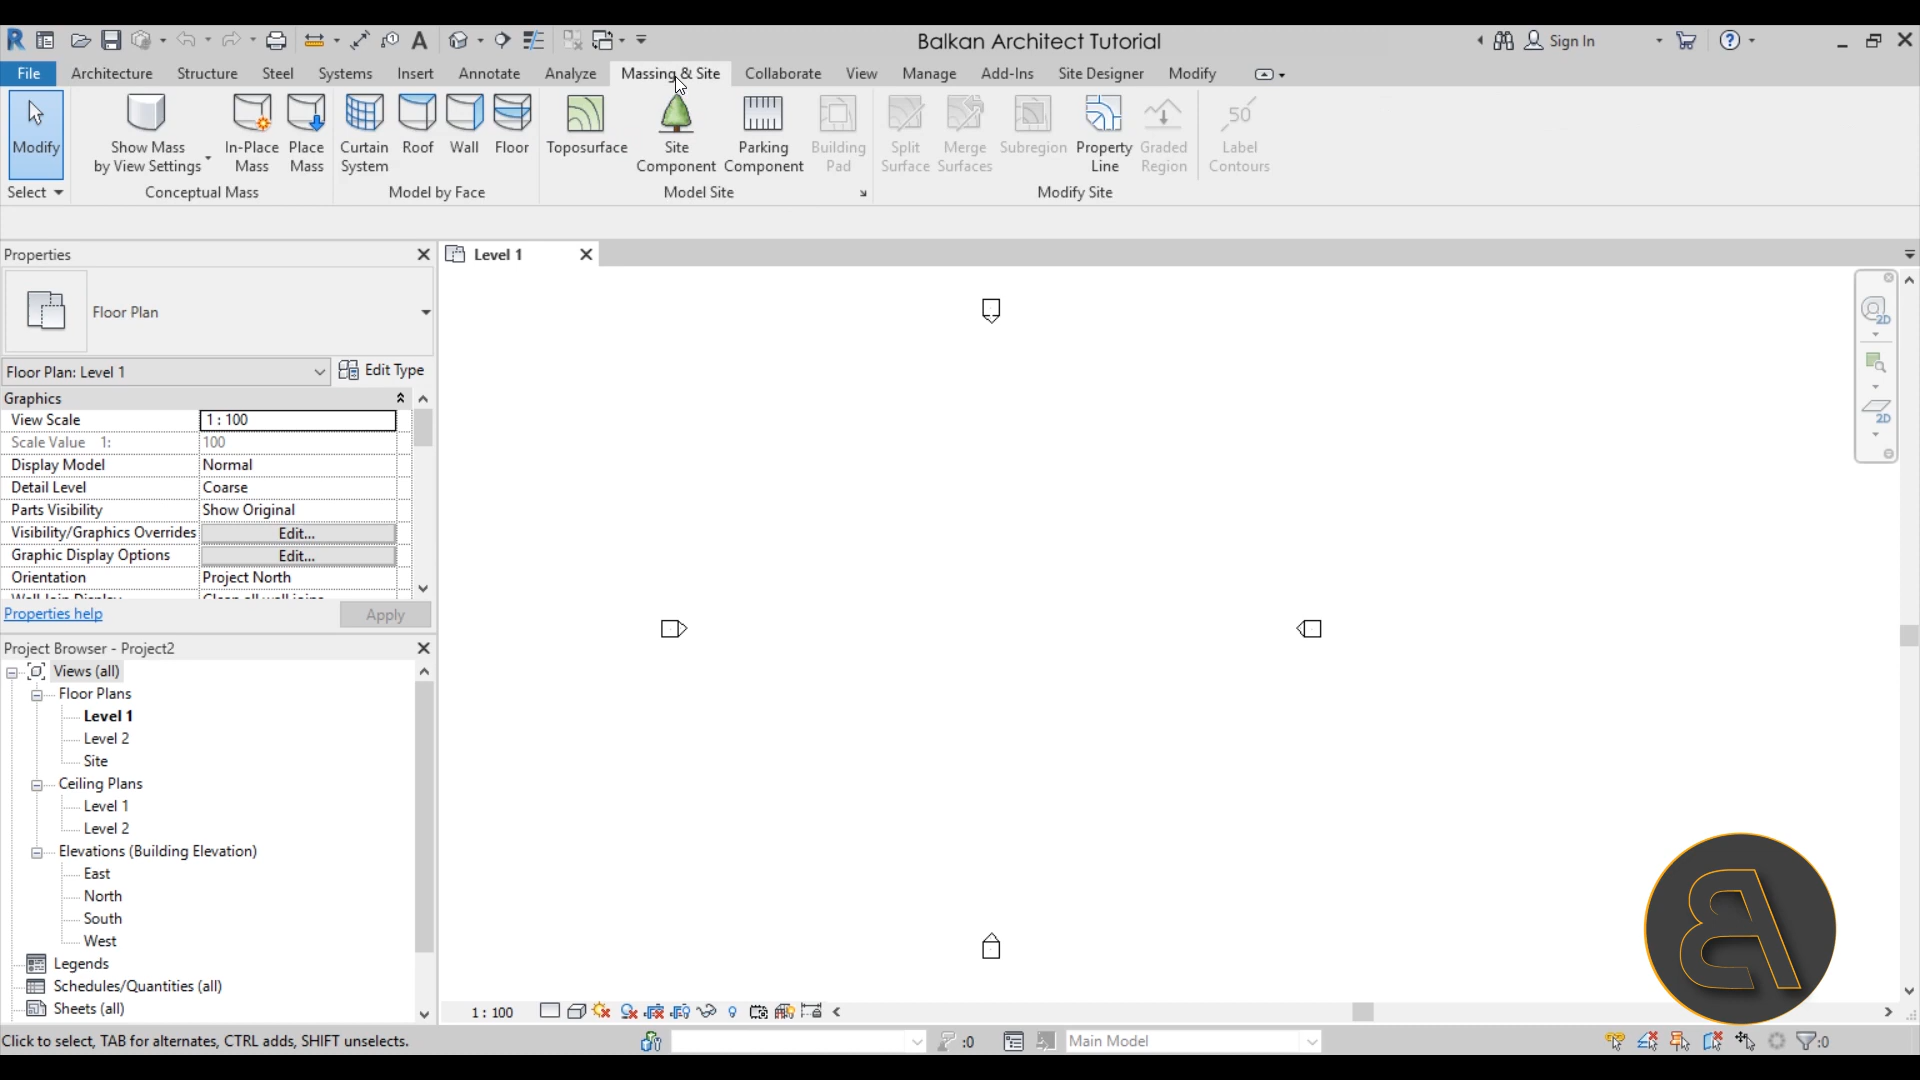 Balkan Architect Tutorial
Sign In
File Architecture Structure Steel Systems Insert Annotate Analyze Massing & Site Collaborate View Manage Add-Ins Site Designer Modify
Modify
Show Mass
by View Settings
In-Place
Mass
Place
Mass
Curtain
System
Roof
Wall
Floor
Toposurface
Site
Component
Parking
Component
Building
Pad
Split
Surface
Merge
Surfaces
Subregion
Property
Line
Graded
Region
50
Label
Contours
Select
Conceptual Mass
Model by Face
Model Site
Modify Site
Properties
Level 1
Floor Plan
Floor Plan: Level 1
Edit Type
Graphics
View Scale 1 : 100
Scale Value 1: 100
Display Model Normal
Detail Level Coarse
Parts Visibility Show Original
Visibility/Graphics Overrides Edit...
Graphic Display Options Edit...
Orientation Project North
Properties help
Apply
2D
2D
Project Browser - Project2
Views (all)
Floor Plans
Level 1
Level 2
Site
Ceiling Plans
Level 1
Level 2
Elevations (Building Elevation)
East
North
South
West
Legends
Schedules/Quantities (all)
Sheets (all)
1 : 100
Click to select, TAB for alternates, CTRL adds, SHIFT unselects.
:0
Main Model
:0